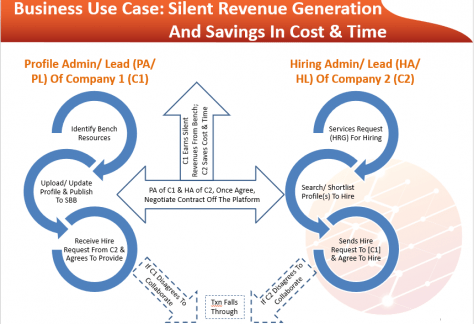 Business Use Case: Silent Revenue Generation
And Savings In Cost & Time
Profile Admin/ Lead (PA/
PL) Of Company 1 (C1)
Hiring Admin/ Lead (HA/
HL) Of Company 2 (C2)
Identify Bench
Resources
Upload/ Update
Profile & Publish
To SBB
Receive Hire
Request From C2 &
Agrees To Provide
C1 Earns Silent
Revenues From Bench;
C2 Saves Cost & Time
PA of C1 & HA of C2, Once Agree,
Negotiate Contract Off The Platform
Services Request
(HRG) For Hiring
Search/ Shortlist
Profile(s) To Hire
Sends Hire
Request To [C1]
& Agree To Hire
If C1 Disagrees To
Collaborate
Txn Falls
Through
If C2 Disagrees To
Collaborate